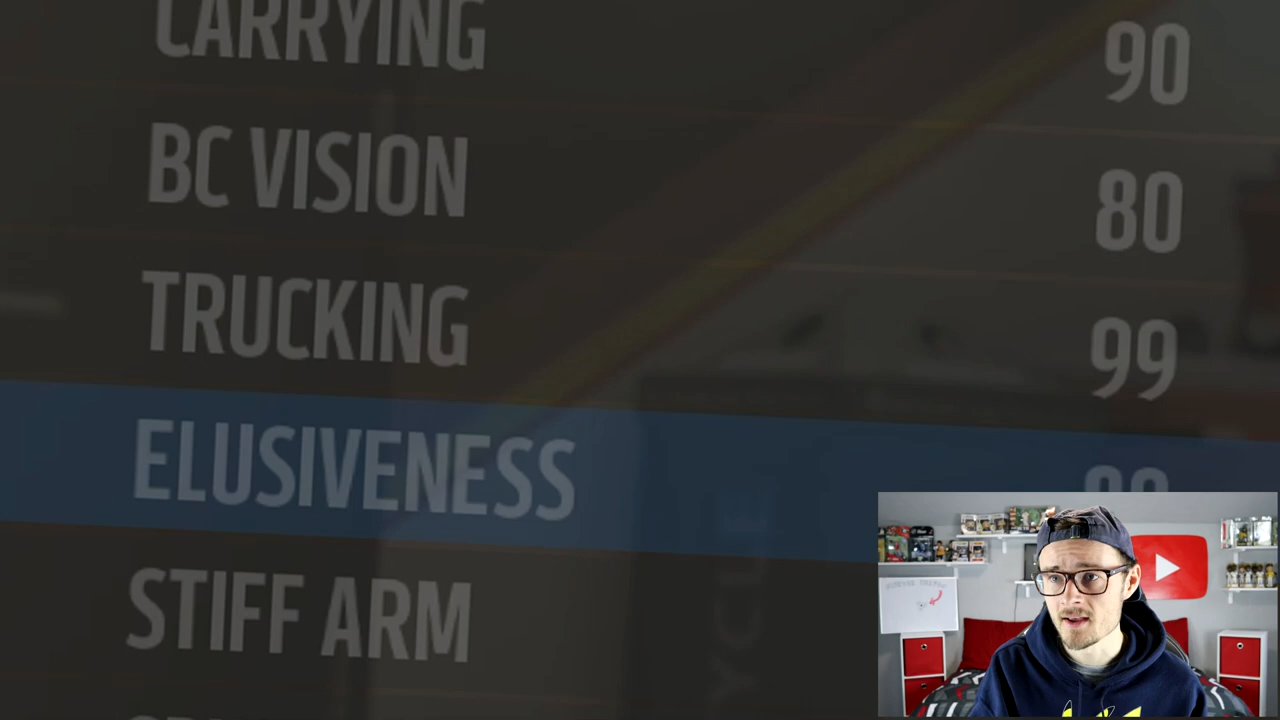 CARRYING 90
BC VISION 80
TRUCKING 99
ELUSIVENESS
STIFF ARM